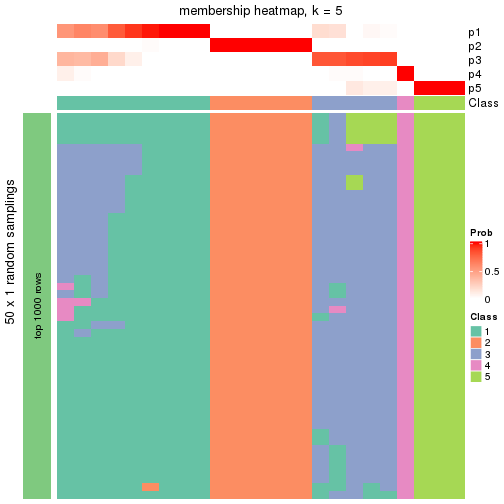 membership heatmap, k = 5
p1
p2
p3
p4
p5
Class
50 x 1 random samplings
top 1000 rows
Prob
1
0.5
0
Class
1
2
3
4
5